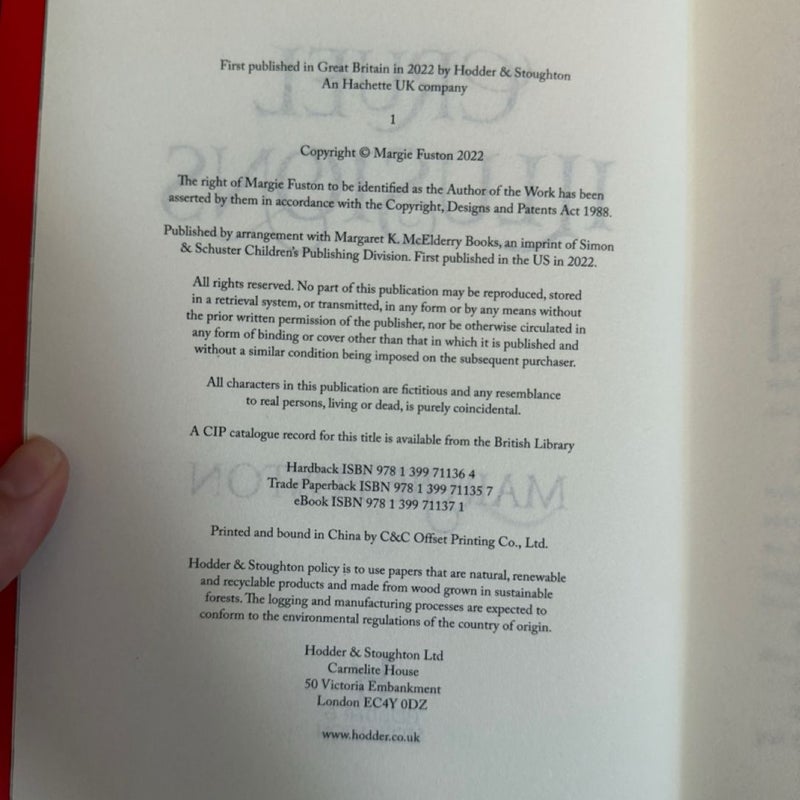 First published in Great Britain in 2022 by Hodder & Stoughton
An Hachette UK company
1
Copyright © Margie Fuston 2022
The right of Margie Fuston to be identified as the Author of the Work has been
asserted by them in accordance with the Copyright, Designs and Patents Act 1988.
Published by arrangement with Margaret K. McElderry Books, an imprint of Simon
& Schuster Children's Publishing Division. First published in the US in 2022.
All rights reserved. No part of this publication may be reproduced, stored
in a retrieval system, or transmitted, in any form or by any means without
the prior written permission of the publisher, nor be otherwise circulated in
any form of binding or cover other than that in which it is published and
without a similar condition being imposed on the subsequent purchaser.
All characters in this publication are fictitious and any resemblance
to real persons, living or dead, is purely coincidental.
A CIP catalogue record for this title is available from the British Library
Hardback ISBN 978 1 399 71136 4
Trade Paperback ISBN 978 1 399 71135 7
eBook ISBN 978 1 399 71137 1
Printed and bound in China by C&C Offset Printing Co., Ltd.
Hodder & Stoughton policy is to use papers that are natural, renewable
and recyclable products and made from wood grown in sustainable
forests. The logging and manufacturing processes are expected to
conform to the environmental regulations of the country of origin.
Hodder & Stoughton Ltd
Carmelite House
50 Victoria Embankment
London EC4Y 0DZ
www.hodder.co.uk